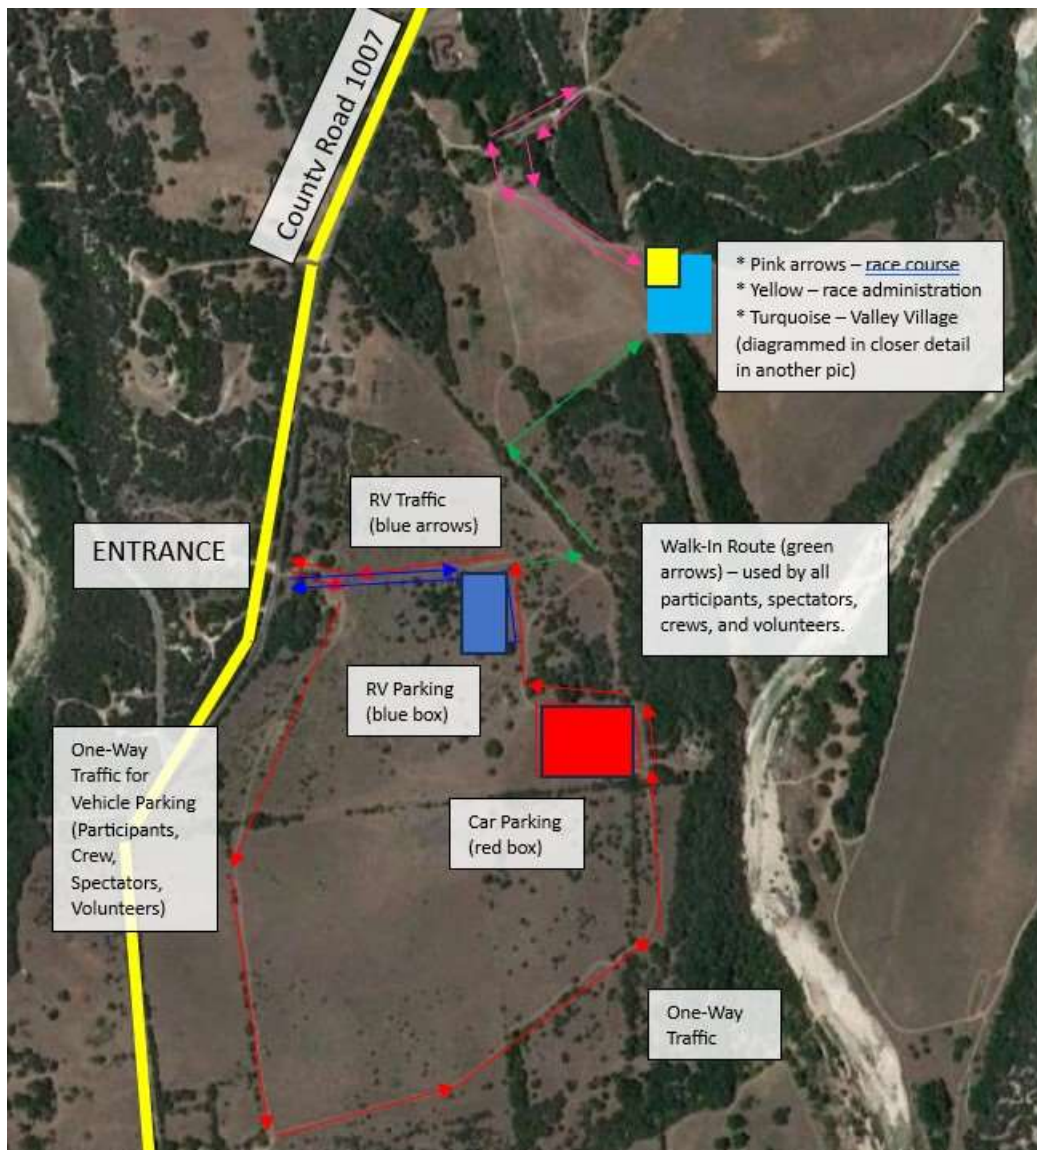 County Road 1007
* Pink arrows – race course
* Yellow – race administration
* Turquoise – Valley Village
(diagrammed in closer detail
in another pic)
RV Traffic
(blue arrows)
ENTRANCE
Walk-In Route (green
arrows) – used by all
participants, spectators,
crews, and volunteers.
RV Parking
(blue box)
One-Way
Traffic for
Vehicle Parking
(Participants,
Crew,
Spectators,
Volunteers)
Car Parking
(red box)
One-Way
Traffic